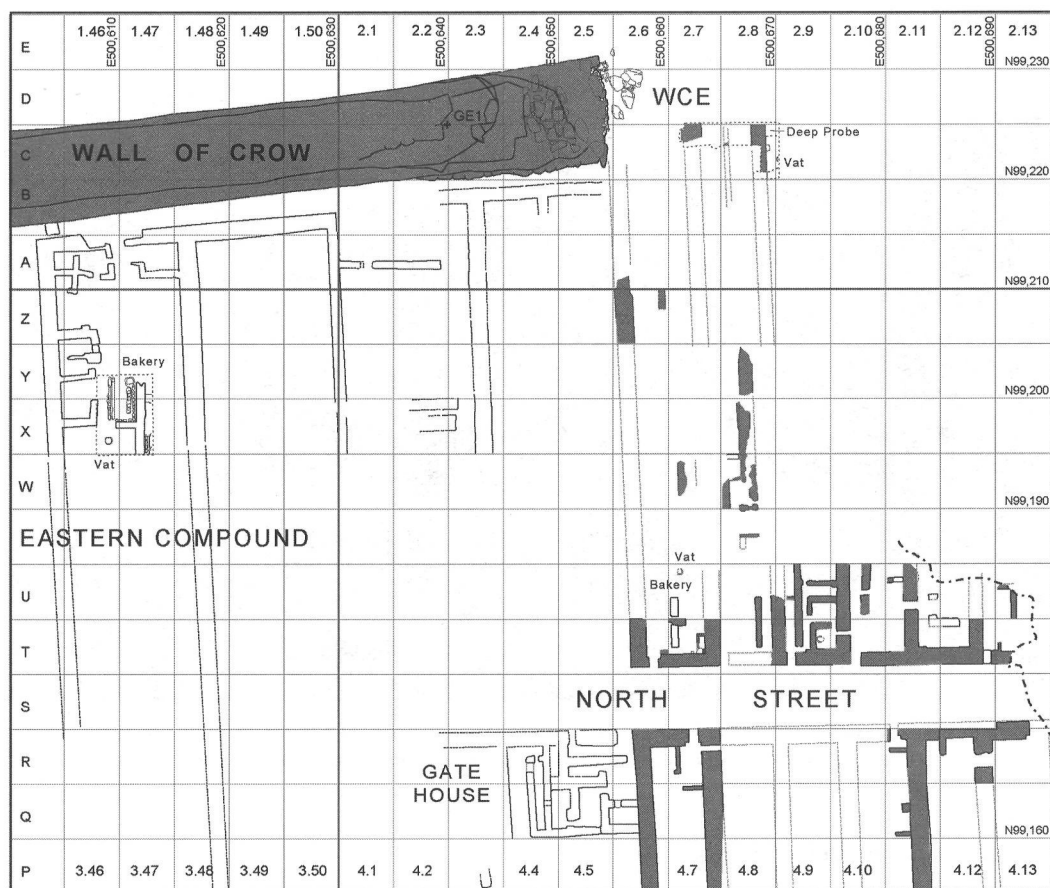 1.46 1.47 1.48 1.49 1.50 2.1 2.2 2.3 2.4 2.5 2.6 2.7 2.8 2.9 2.10 2.11 2.12 2.13
E500,610 E500,620 E500,630 E500,640 E500,650 E500,660 E500,670 E500,680 E500,690
E
N99,230
D
WCE
GE1
Deep Probe
C
WALL OF CROW
Vat
N99,220
B
A
N99,210
Z
Bakery
Y
N99,200
X
Vat
W
N99,190
EASTERN COMPOUND
Vat
Bakery
U
T
NORTH STREET
S
R
GATE
HOUSE
Q
N99,160
P
3.46 3.47 3.48 3.49 3.50 4.1 4.2 4.7 4.8 4.9 4.10 4.12 4.13